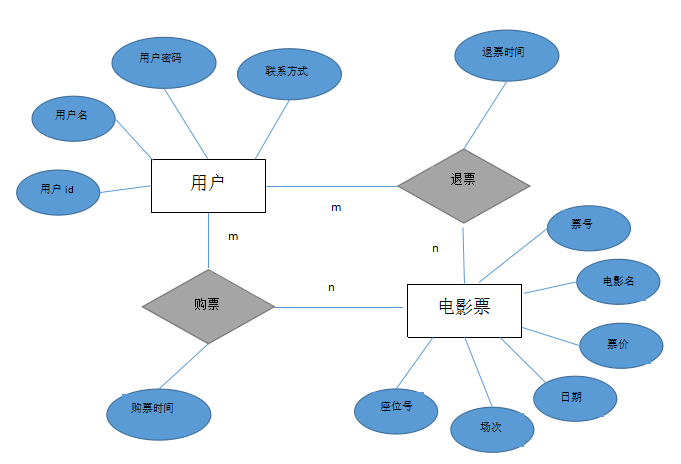 退票时间
用户密码
联系方式
用户名
用户
退票
用户 id
m
票号
m
n
电影名
n
购票
电影票
票价
日期
购票时间
座位号
场次